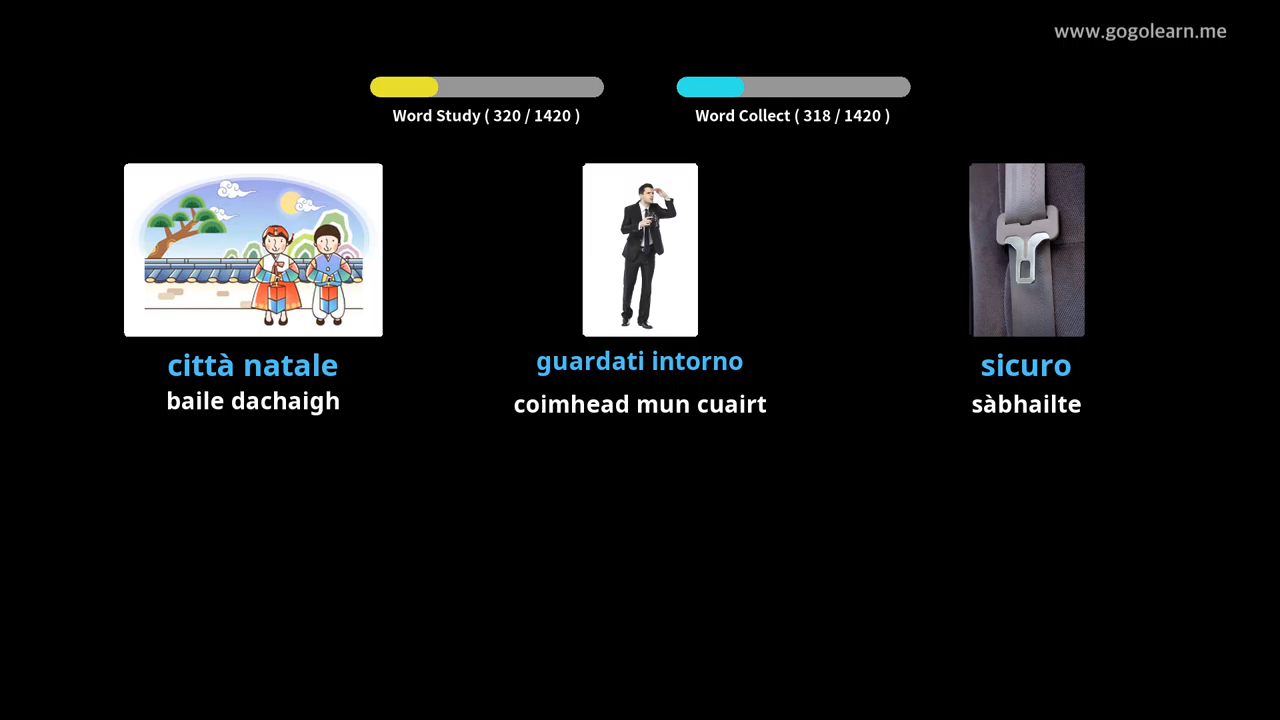 www.gogolearn.me
Word Study ( 320 / 1420 )
Word Collect ( 318 / 1420 )
città natale
baile dachaigh
guardati intorno
coimhead mun cuairt
sicuro
sàbhailte